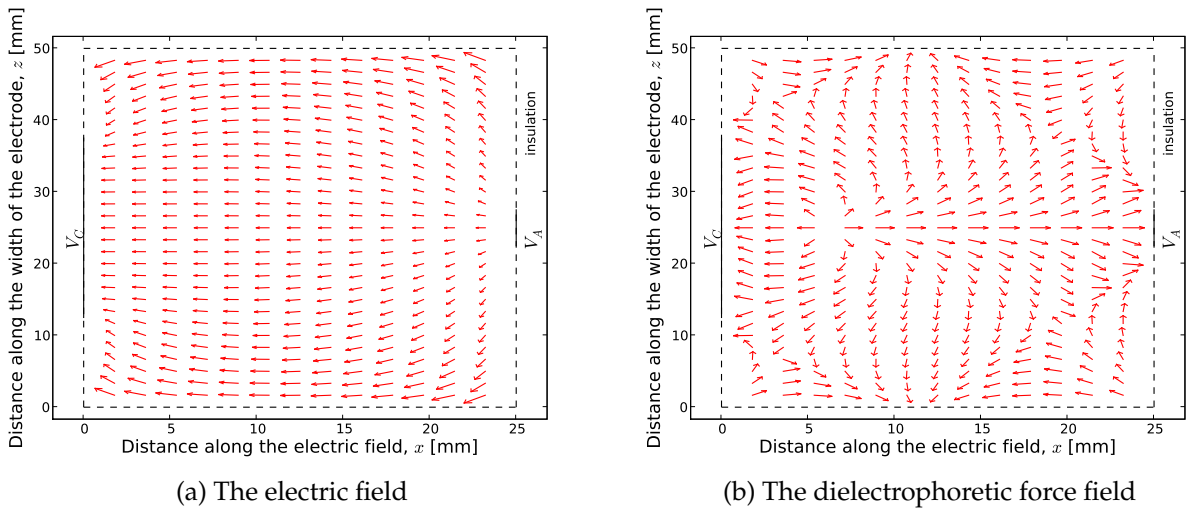 50
40
30
20
10
0
0
5
10
15
20
25
Distance along the width of the electrode, z [mm]
Distance along the electric field, x [mm]
V_C
V_A
insulation
(a) The electric field
50
40
30
20
10
0
0
5
10
15
20
25
Distance along the width of the electrode, z [mm]
Distance along the electric field, x [mm]
V_C
V_A
insulation
(b) The dielectrophoretic force field